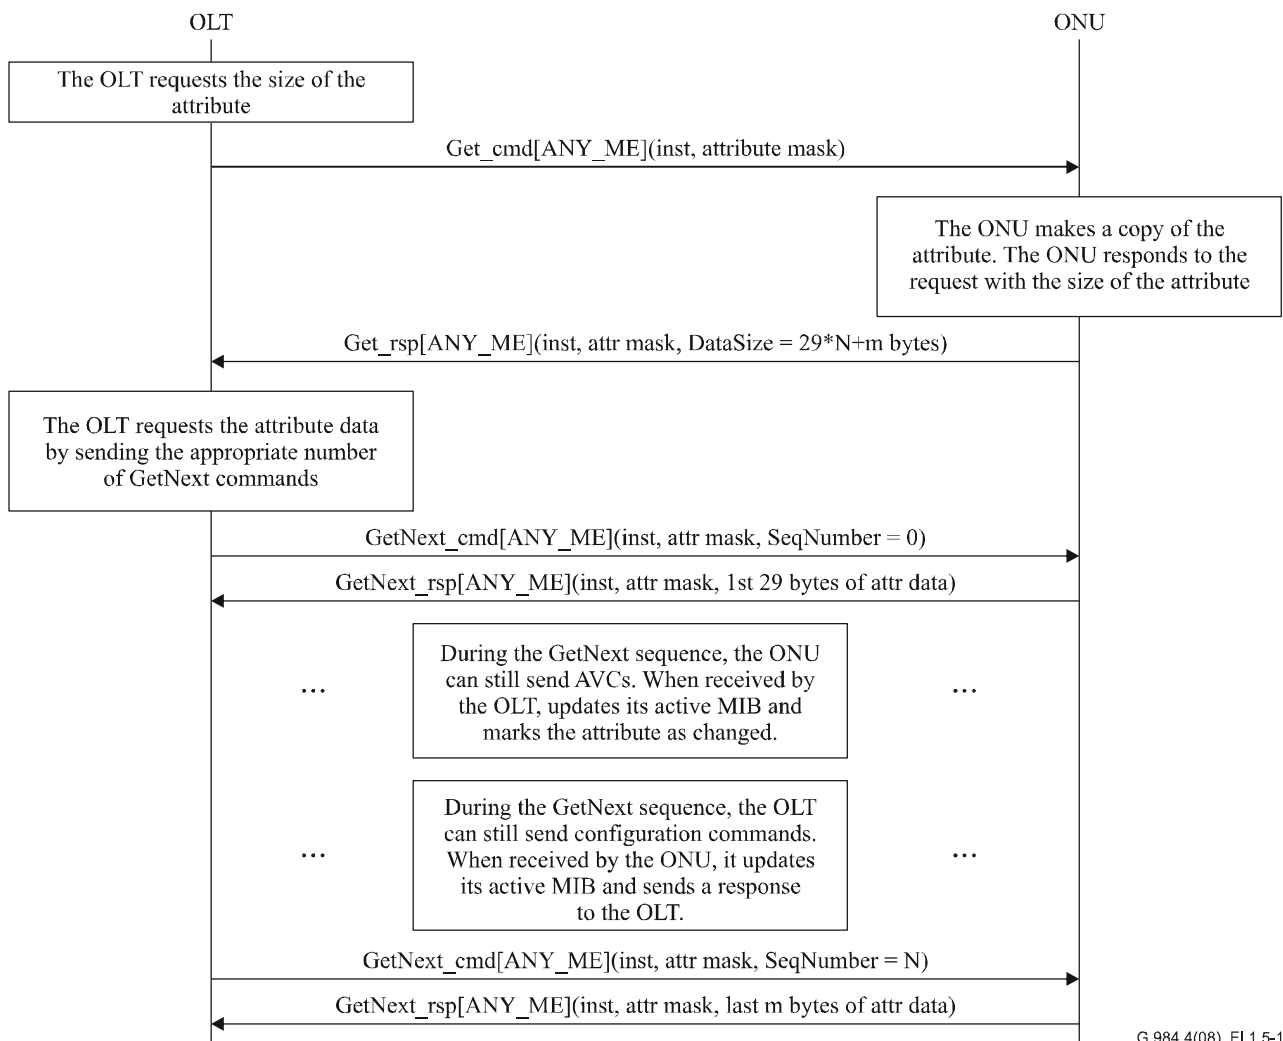 OLT
ONU
The OLT requests the size of the
attribute
Get_cmd[ANY_ME](inst, attribute mask)
The ONU makes a copy of the
attribute. The ONU responds to the
request with the size of the attribute
Get_rsp[ANY_ME](inst, attr mask, DataSize = 29*N+m bytes)
The OLT requests the attribute data
by sending the appropriate number
of GetNext commands
GetNext_cmd[ANY_ME](inst, attr mask, SeqNumber = 0)
GetNext_rsp[ANY_ME](inst, attr mask, 1st 29 bytes of attr data)
During the GetNext sequence, the ONU
can still send AVCs. When received by
the OLT, updates its active MIB and
marks the attribute as changed.
...
...
During the GetNext sequence, the OLT
can still send configuration commands.
When received by the ONU, it updates
its active MIB and sends a response
to the OLT.
...
...
GetNext_cmd[ANY_ME](inst, attr mask, SeqNumber = N)
GetNext_rsp[ANY_ME](inst, attr mask, last m bytes of attr data)
G.984.4(08)_FI.1.5-1